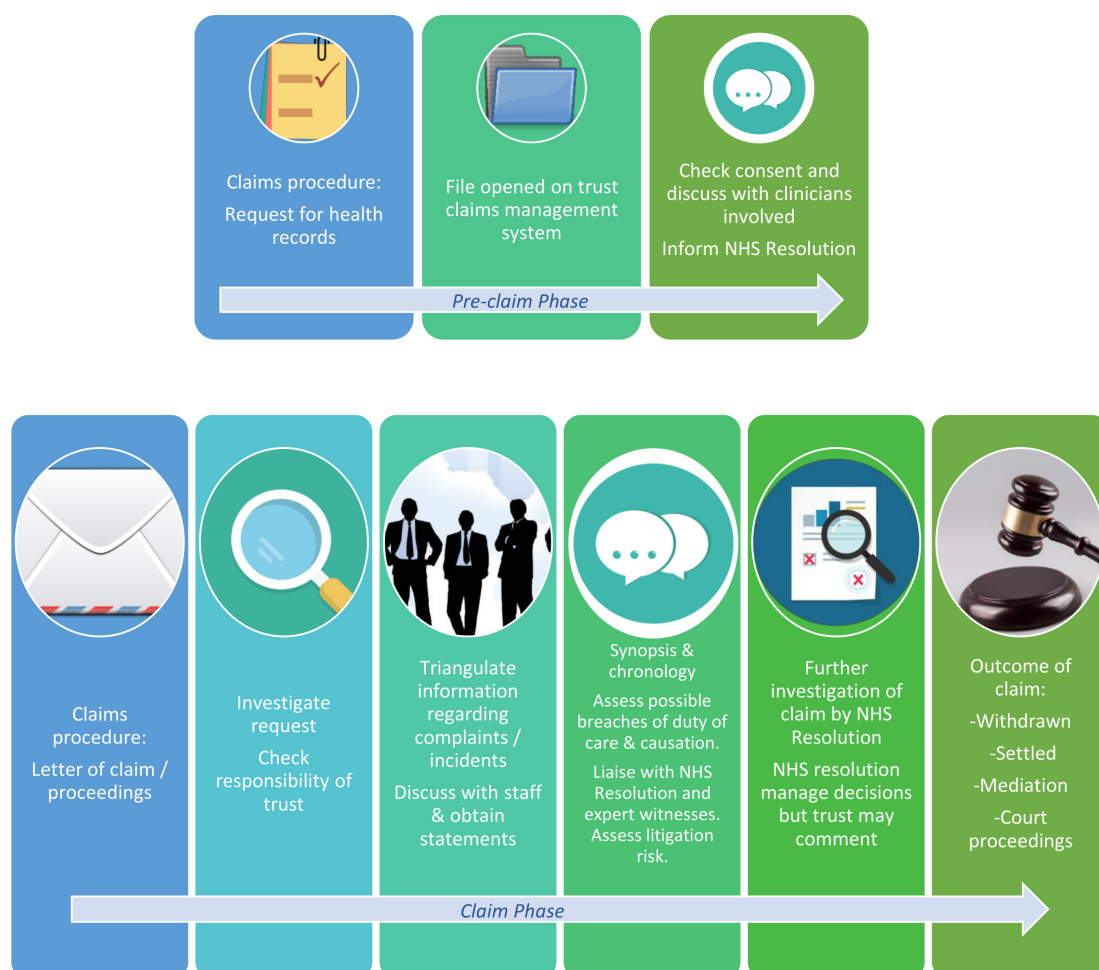 Claims procedure:
Request for health
records
File opened on trust
claims management
system
Check consent and
discuss with clinicians
involved
Inform NHS Resolution
Pre-claim Phase
Claims
procedure:
Letter of claim /
proceedings
Investigate
request
Check
responsibility of
trust
Triangulate
information
regarding
complaints /
incidents
Discuss with staff
& obtain
statements
Synopsis &
chronology
Assess possible
breaches of duty of
care & causation.
Liaise with NHS
Resolution and
expert witnesses.
Assess litigation
risk.
Further
investigation of
claim by NHS
Resolution
NHS resolution
manage decisions
but trust may
comment
Outcome of
claim:
-Withdrawn
-Settled
-Mediation
-Court
proceedings
Claim Phase